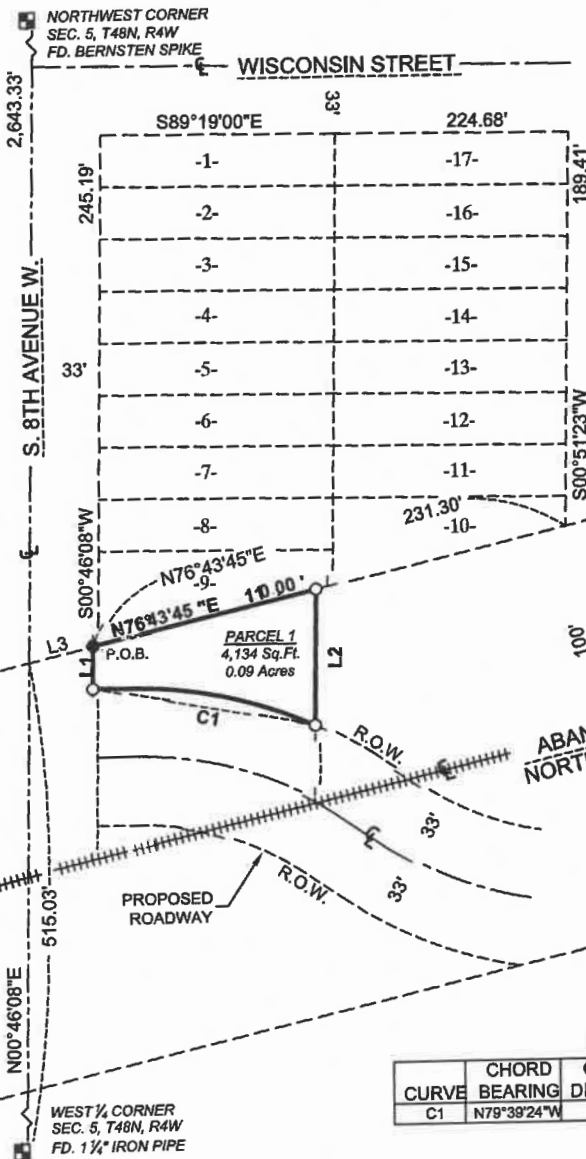 NORTHWEST CORNER
SEC. 5, T48N, R4W
FD. BERNSTEN SPIKE
WISCONSIN STREET
2,643.33'
S89°19'00"E
33'
224.68'
245.19'
189.41'
-1-
-17-
-2-
-16-
-3-
-15-
S. 8TH AVENUE W.
-4-
-14-
33'
-5-
-13-
-6-
-12-
S00°51'23"W
-7-
-11-
231.30'
-8-
-10-
S00°46'08"W
N76°43'45"E
-9-
N76°43'45"E
110.00'
L3
P.O.B.
PARCEL 1
4,134 Sq.Ft.
0.09 Acres
L1
L2
100'
C1
R.O.W.
ABAN
NORTH
33'
R.O.W.
33'
PROPOSED
ROADWAY
515.03'
N00°46'08"E
CURVE
CHORD
BEARING
C1
N79°39'24"W
WEST ¼ CORNER
SEC. 5, T48N, R4W
FD. 1 ¼" IRON PIPE